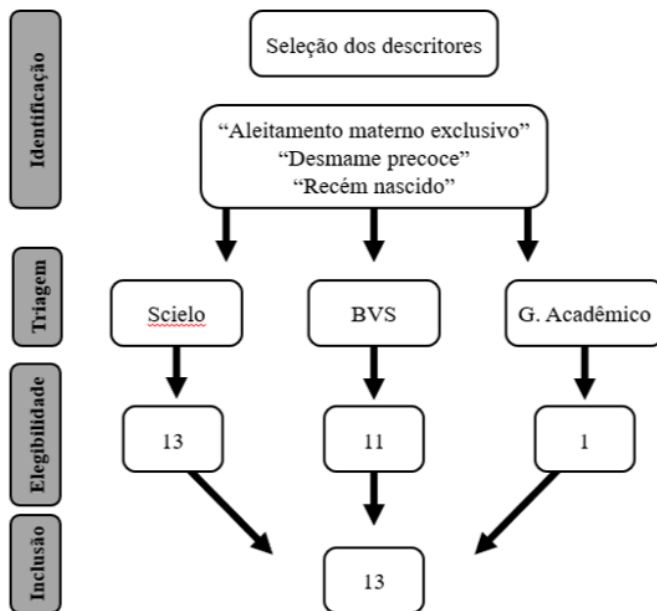 Identificação
Seleção dos descritores
“Aleitamento materno exclusivo”
“Desmame precoce”
“Recém nascido”
Triagem
Scielo
BVS
G. Acadêmico
Elegibilidade
13
11
1
Inclusão
13